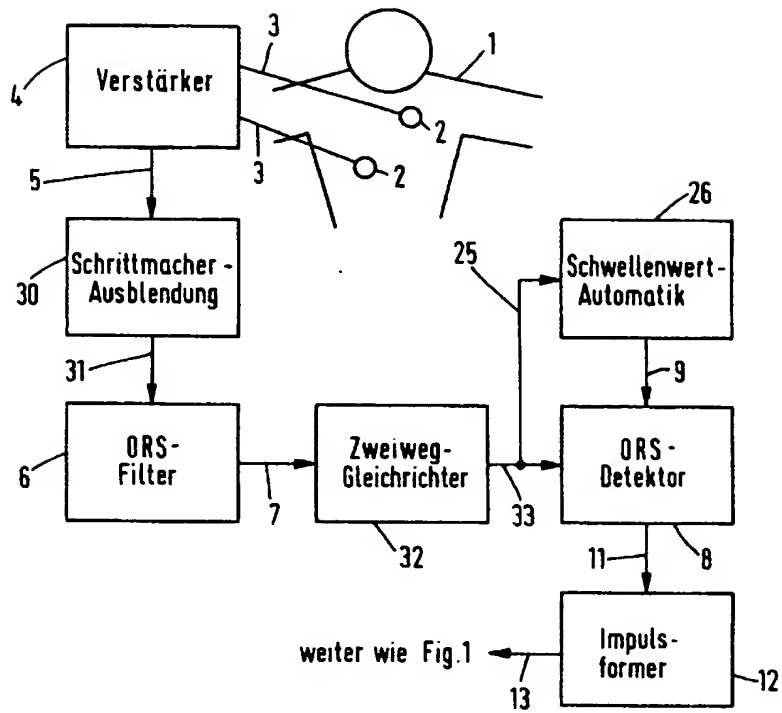 3
1
4
Verstärker
2
3
2
5
26
25
30
Schrittmacher-
Ausblendung
Schwellenwert-
Automatik
31
9
6
ORS-
Filter
7
Zweiweg-
Gleichrichter
33
ORS-
Detektor
32
11
8
weiter wie Fig.1
13
Impuls-
former
12